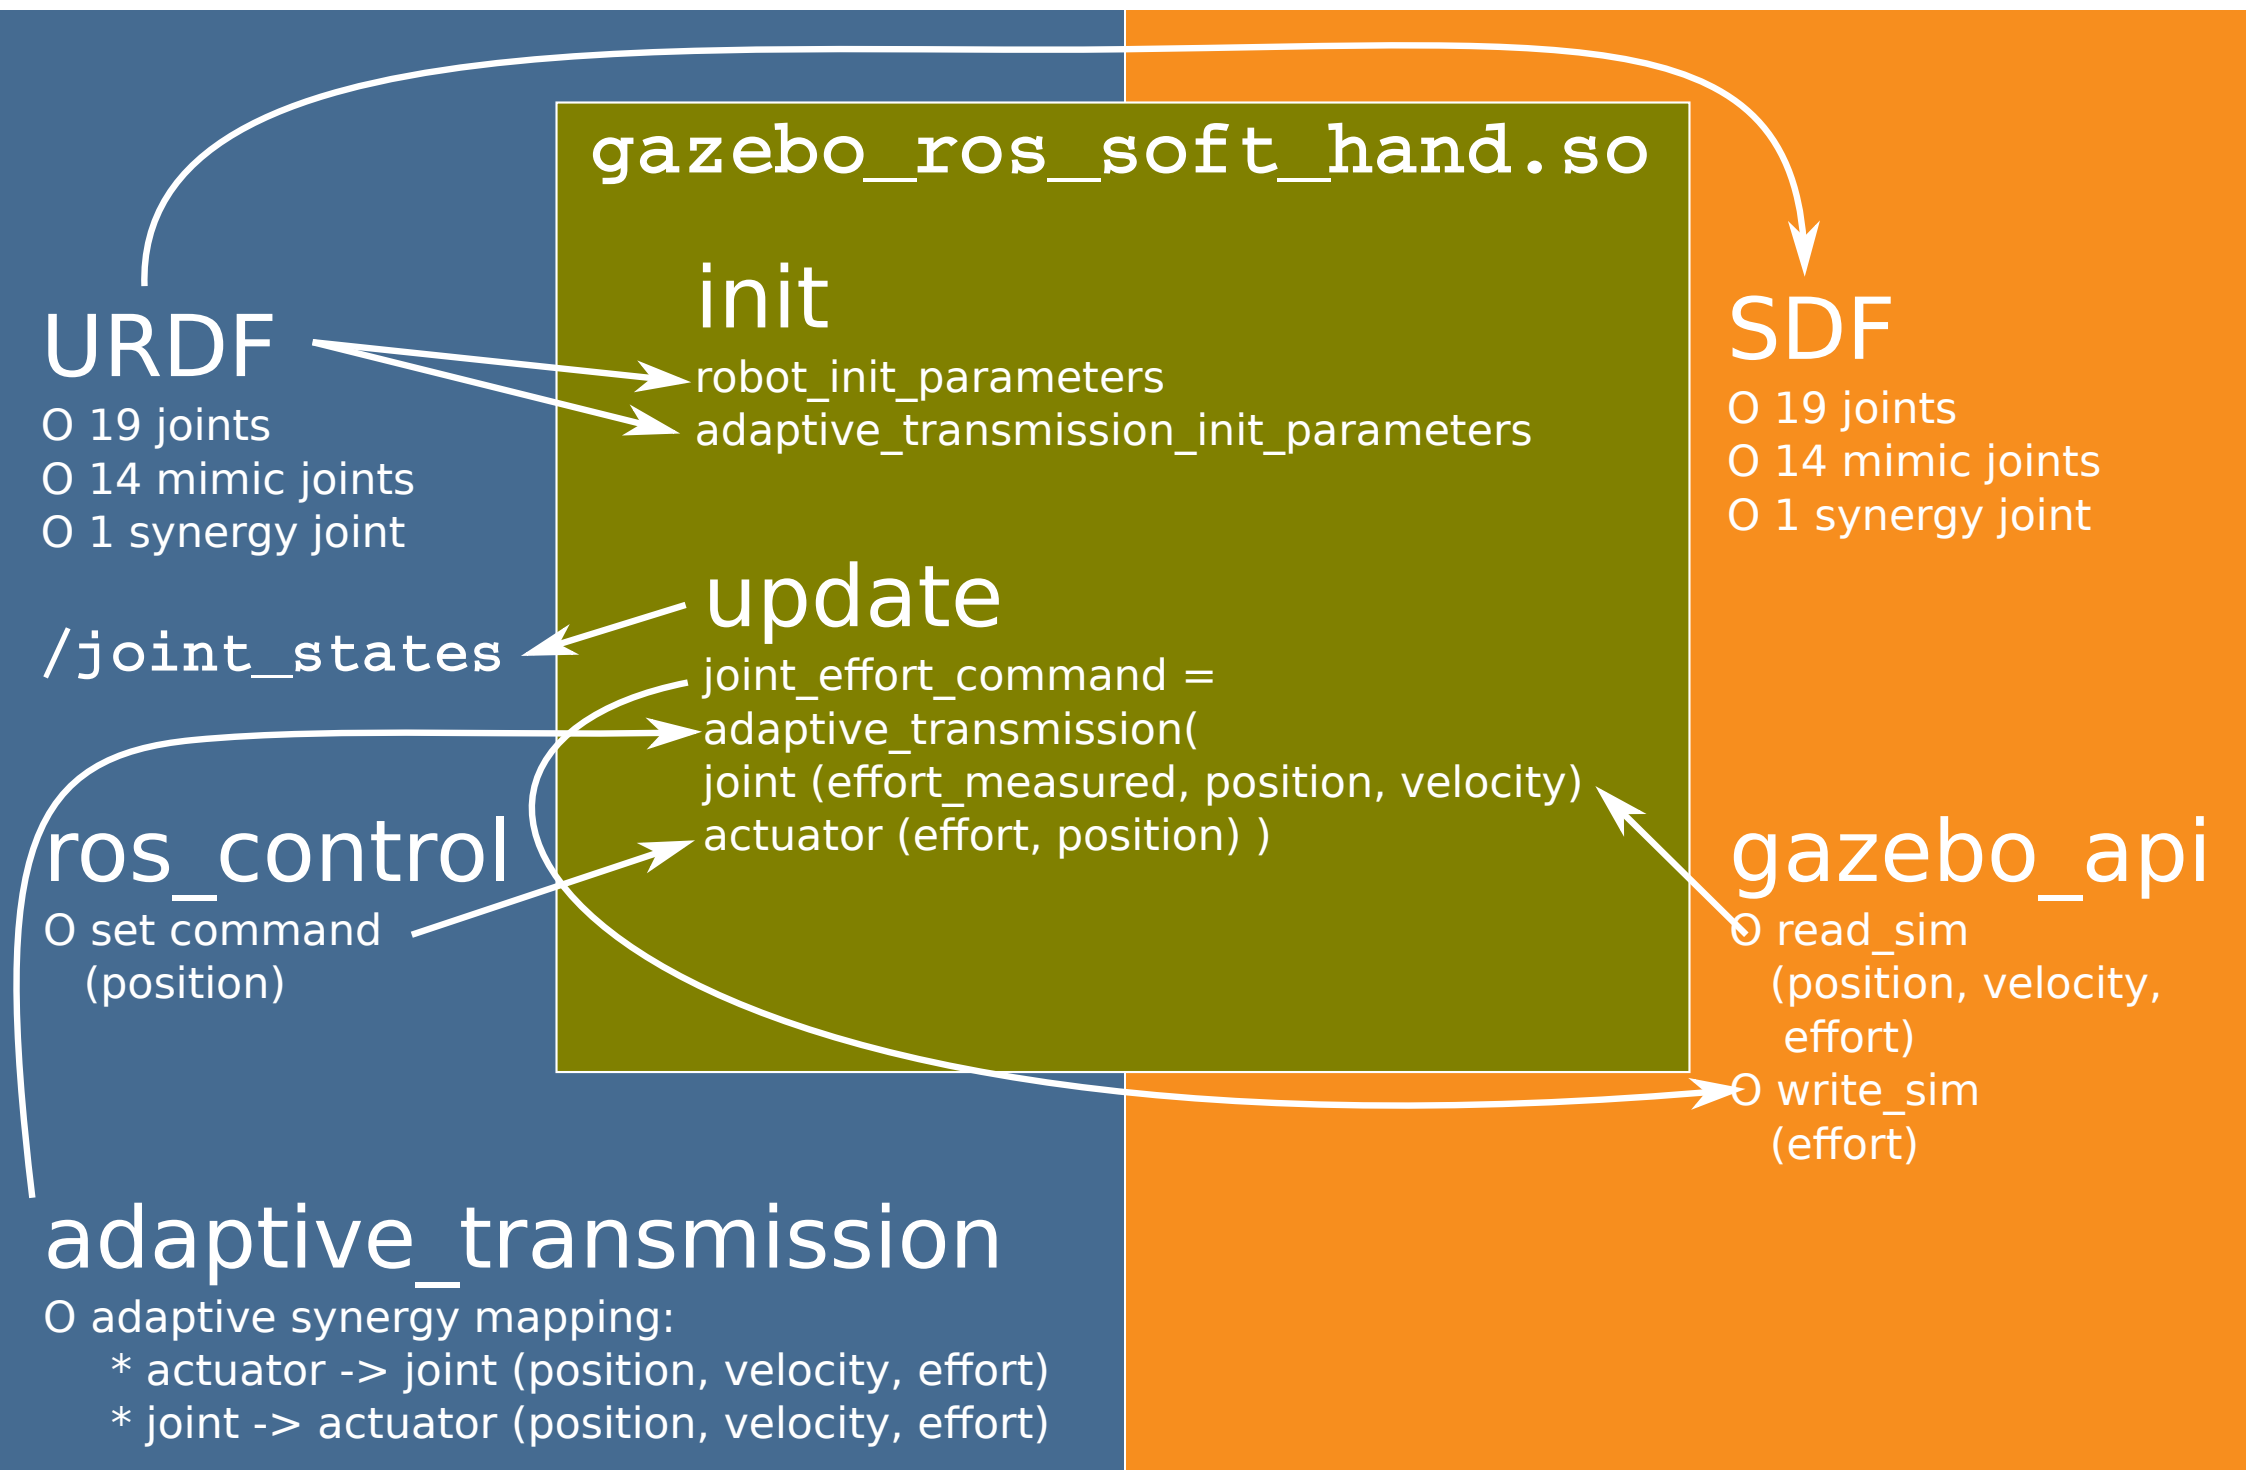 gazebo_ros_soft_hand.so
init
robot_init_parameters
adaptive_transmission_init_parameters
update
joint_effort_command =
adaptive_transmission(
joint (effort_measured, position, velocity)
actuator (effort, position) )
URDF
O 19 joints
O 14 mimic joints
O 1 synergy joint
/joint_states
ros_control
O set command
(position)
adaptive_transmission
O adaptive synergy mapping:
* actuator -> joint (position, velocity, effort)
* joint -> actuator (position, velocity, effort)
SDF
O 19 joints
O 14 mimic joints
O 1 synergy joint
gazebo_api
O read_sim
(position, velocity,
effort)
O write_sim
(effort)